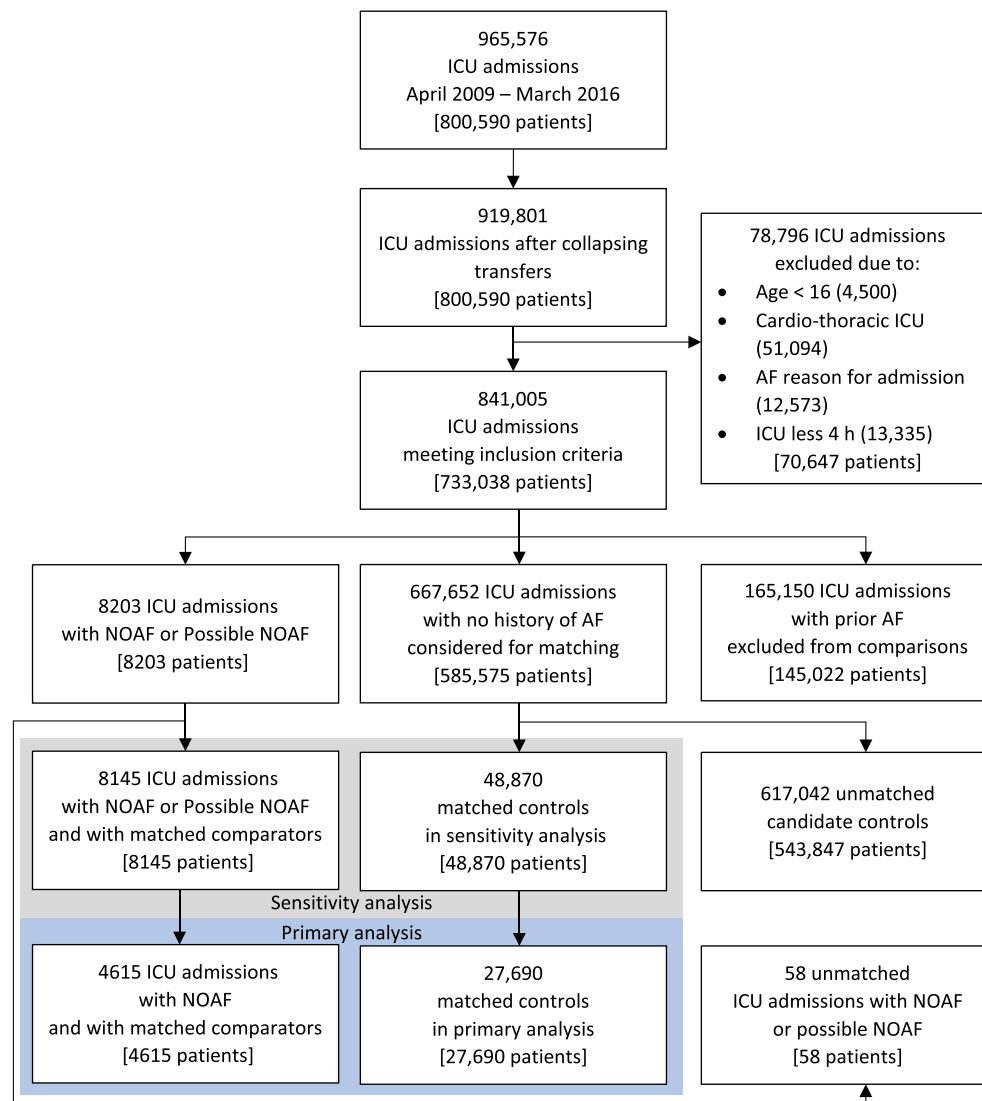 965,576
ICU admissions
April 2009 – March 2016
[800,590 patients]
919,801
ICU admissions after collapsing
transfers
[800,590 patients]
78,796 ICU admissions
excluded due to:
• Age < 16 (4,500)
• Cardio-thoracic ICU
(51,094)
• AF reason for admission
(12,573)
• ICU less 4 h (13,335)
[70,647 patients]
841,005
ICU admissions
meeting inclusion criteria
[733,038 patients]
8203 ICU admissions
with NOAF or Possible NOAF
[8203 patients]
667,652 ICU admissions
with no history of AF
considered for matching
[585,575 patients]
165,150 ICU admissions
with prior AF
excluded from comparisons
[145,022 patients]
8145 ICU admissions
with NOAF or Possible NOAF
and with matched comparators
[8145 patients]
48,870
matched controls
in sensitivity analysis
[48,870 patients]
617,042 unmatched
candidate controls
[543,847 patients]
Sensitivity analysis
Primary analysis
4615 ICU admissions
with NOAF
and with matched comparators
[4615 patients]
27,690
matched controls
in primary analysis
[27,690 patients]
58 unmatched
ICU admissions with NOAF
or possible NOAF
[58 patients]